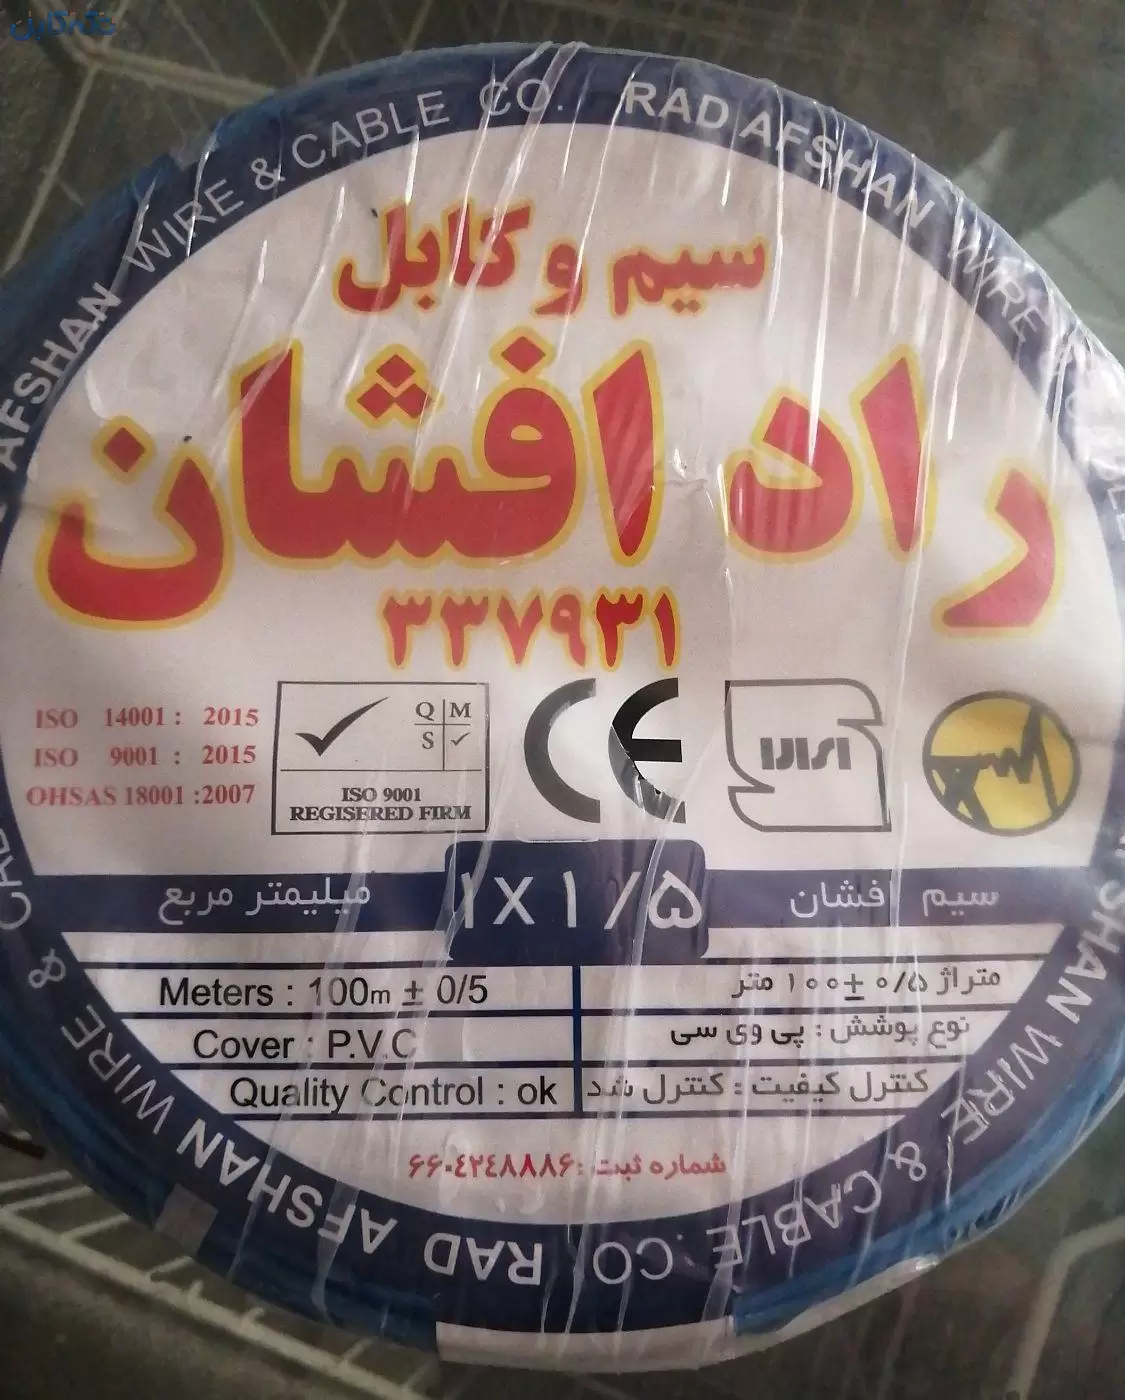 RAD AFSHAN WIRE & CABLE CO.
سیم و کابل
راد افشان
۳۳۷۹۳۱
ISO 14001 : 2015
ISO 9001 : 2015
OHSAS 18001 :2007
Q M
S
ISO 9001
REGISERED FIRM
CE
سیم افشان ۱X۱/۵ میلیمتر مربع
Meters : 100m ± 0/5
متراژ ۰/۵±۱۰۰ متر
Cover : P.V.C
نوع پوشش : پی وی سی
Quality Control : ok
کنترل کیفیت : کنترل شد
RAD AFSHAN WIRE & CABLE CO.